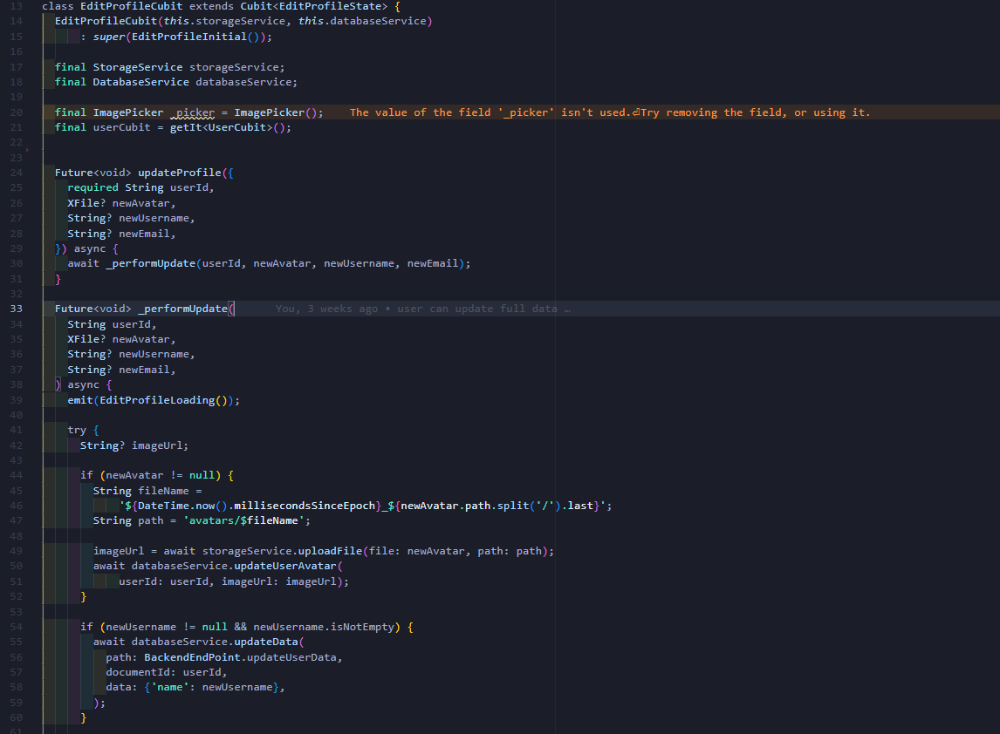 13 class EditProfileCubit extends Cubit<EditProfileState> {
14 EditProfileCubit(this.storageService, this.databaseService)
15 : super(EditProfileInitial());
16
17 final StorageService storageService;
18 final DatabaseService databaseService;
19
20 final ImagePicker _picker = ImagePicker(); The value of the field '_picker' isn't used.⏎Try removing the field, or using it.
21 final userCubit = getIt<UserCubit>();
22
23
24 Future<void> updateProfile({
25 required String userId,
26 XFile? newAvatar,
27 String? newUsername,
28 String? newEmail,
29 }) async {
30 await _performUpdate(userId, newAvatar, newUsername, newEmail);
31 }
32
33 Future<void> _performUpdate( You, 3 weeks ago • user can update full data …
34 String userId,
35 XFile? newAvatar,
36 String? newUsername,
37 String? newEmail,
38 ) async {
39 emit(EditProfileLoading());
40
41 try {
42 String? imageUrl;
43
44 if (newAvatar != null) {
45 String fileName =
46 '${DateTime.now().millisecondsSinceEpoch}_${newAvatar.path.split('/').last}';
47 String path = 'avatars/$fileName';
48
49 imageUrl = await storageService.uploadFile(file: newAvatar, path: path);
50 await databaseService.updateUserAvatar(
51 userId: userId, imageUrl: imageUrl);
52 }
53
54 if (newUsername != null && newUsername.isNotEmpty) {
55 await databaseService.updateData(
56 path: BackendEndPoint.updateUserData,
57 documentId: userId,
58 data: {'name': newUsername},
59 );
60 }
61